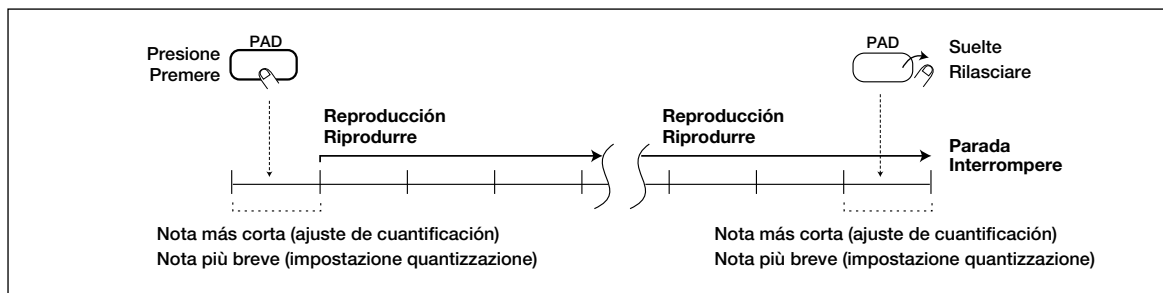 PAD
Presione
Premere
PAD
Suelte
Rilasciare
Reproducción
Riprodurre
Reproducción
Riprodurre
Parada
Interrompere
Nota más corta (ajuste de cuantificación)
Nota più breve (impostazione quantizzazione)
Nota más corta (ajuste de cuantificación)
Nota più breve (impostazione quantizzazione)